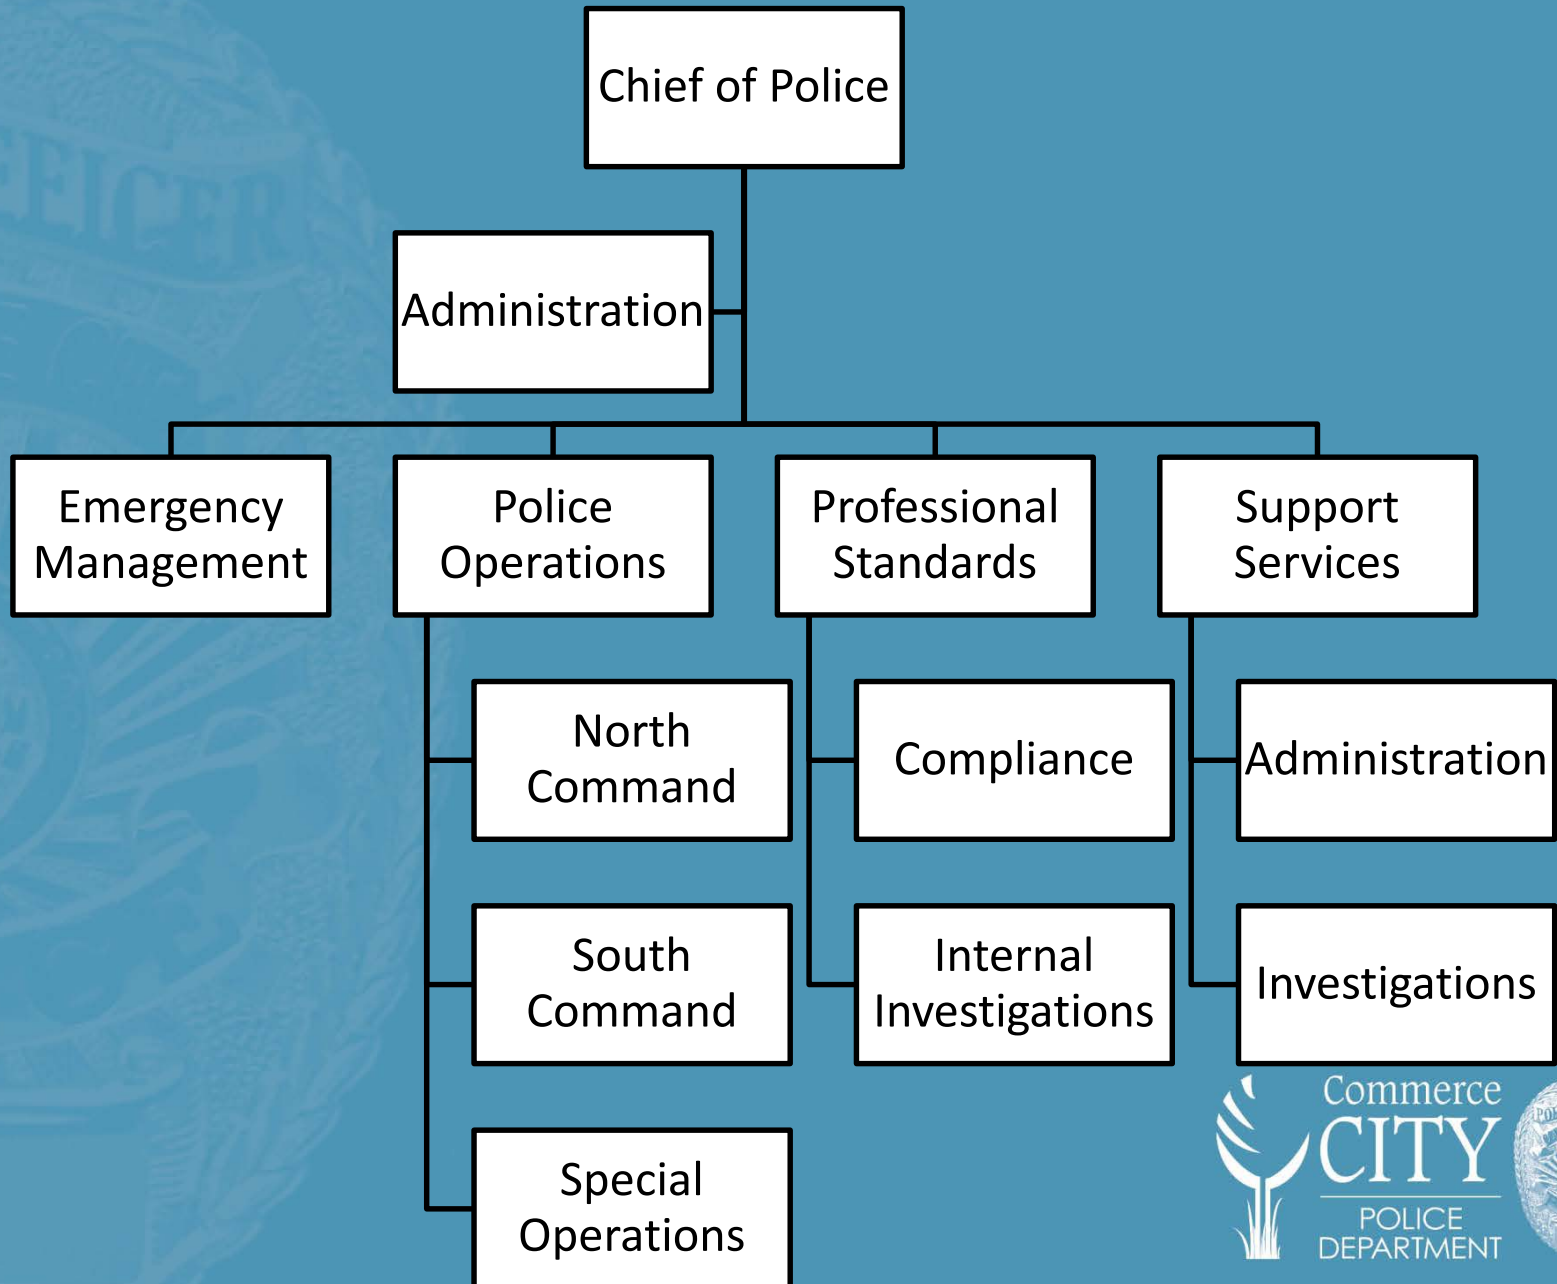 Chief of Police
Administration
Emergency
Management
Police
Operations
Professional
Standards
Support
Services
North
Command
Compliance
Administration
South
Command
Internal
Investigations
Investigations
Special
Operations
Commerce
CITY
POLICE
DEPARTMENT